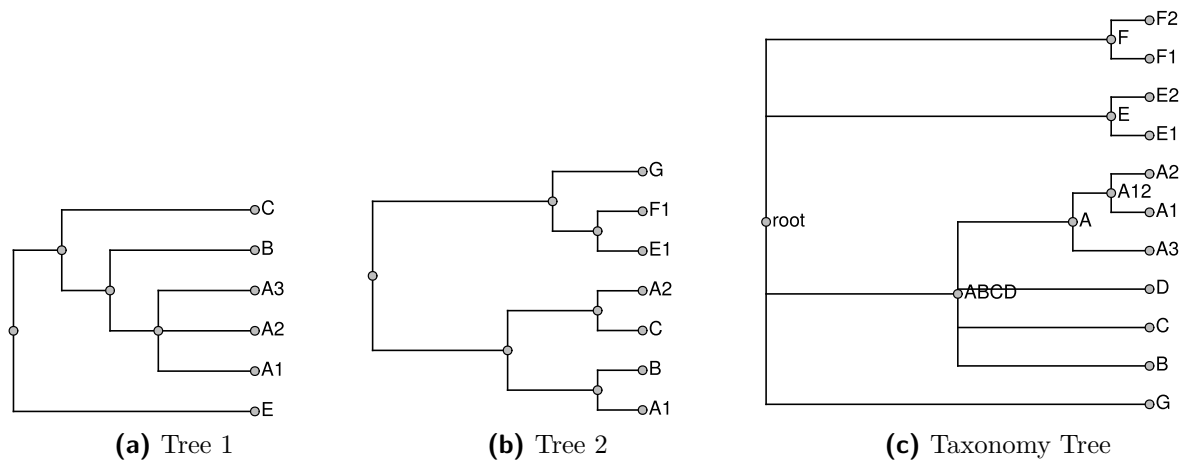 C
B
A3
A2
A1
E
(a) Tree 1
G
F1
E1
A2
C
B
A1
(b) Tree 2
F2
F
F1
E2
E
E1
A2
A12
A1
root
A
A3
D
ABCD
C
B
G
(c) Taxonomy Tree